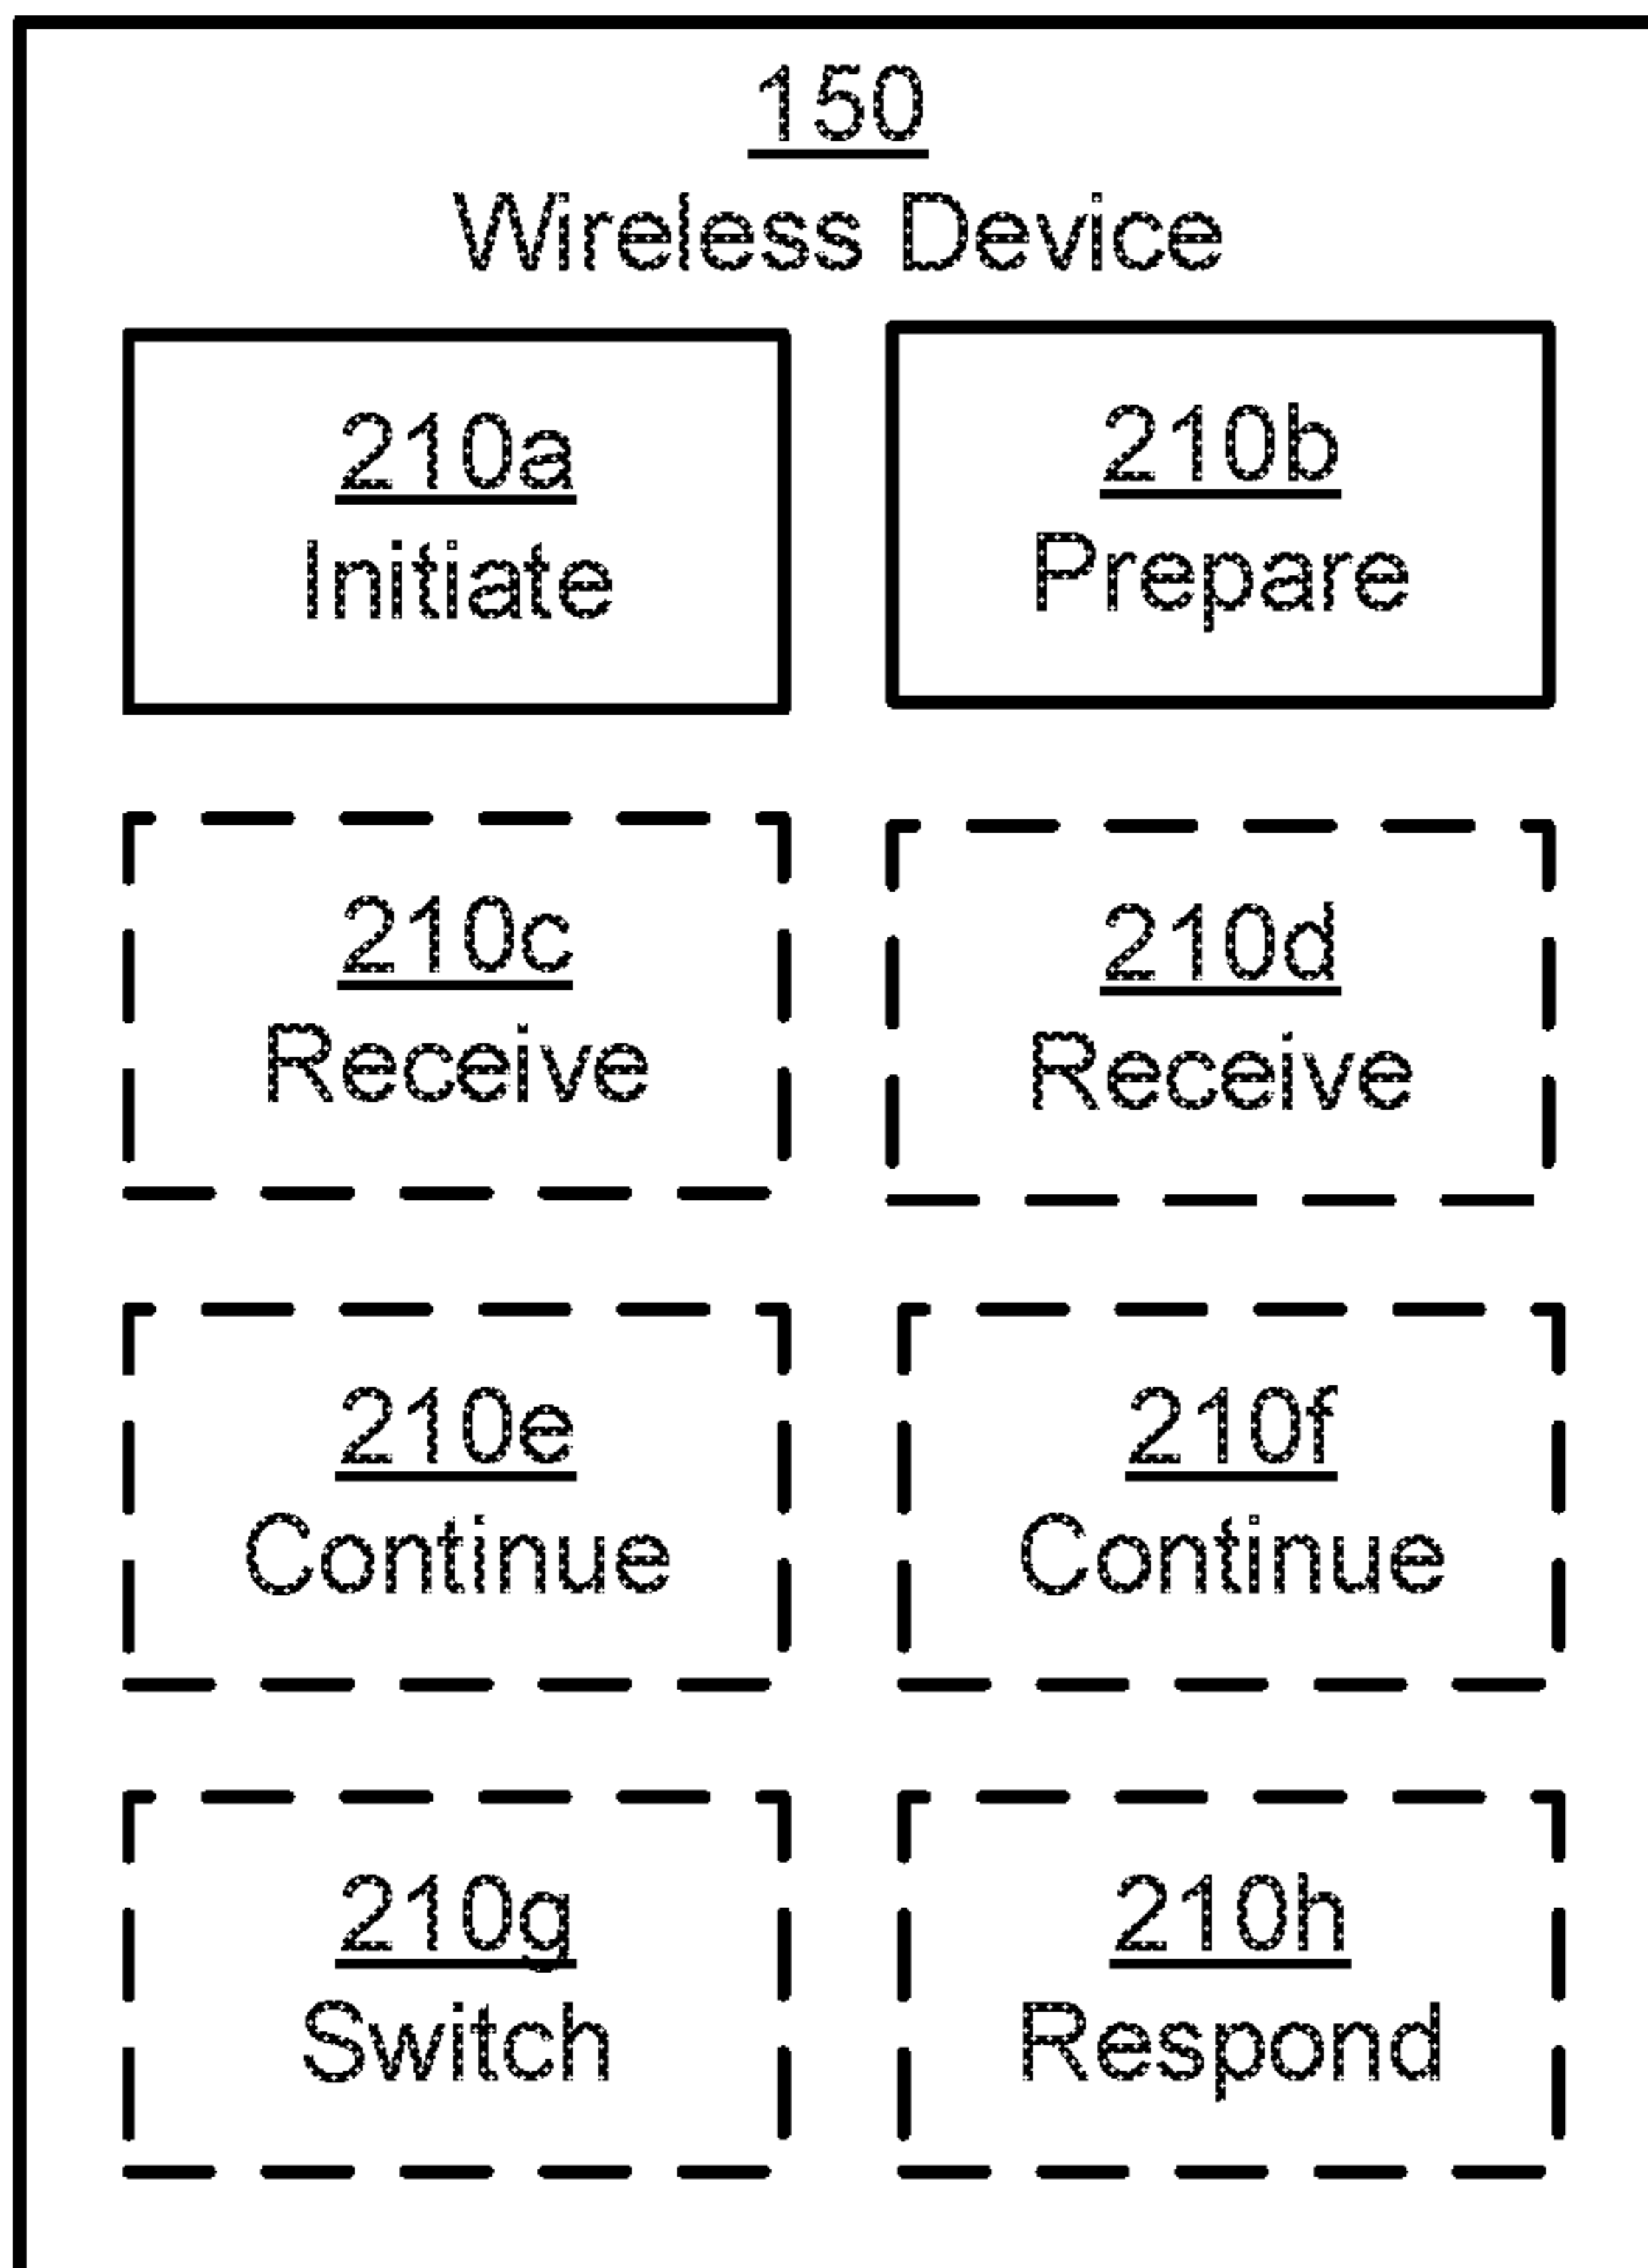 150
Wireless Device
210a
Initiate
210b
Prepare
210c
Receive
210d
Receive
210e
Continue
210f
Continue
210g
Switch
210h
Respond